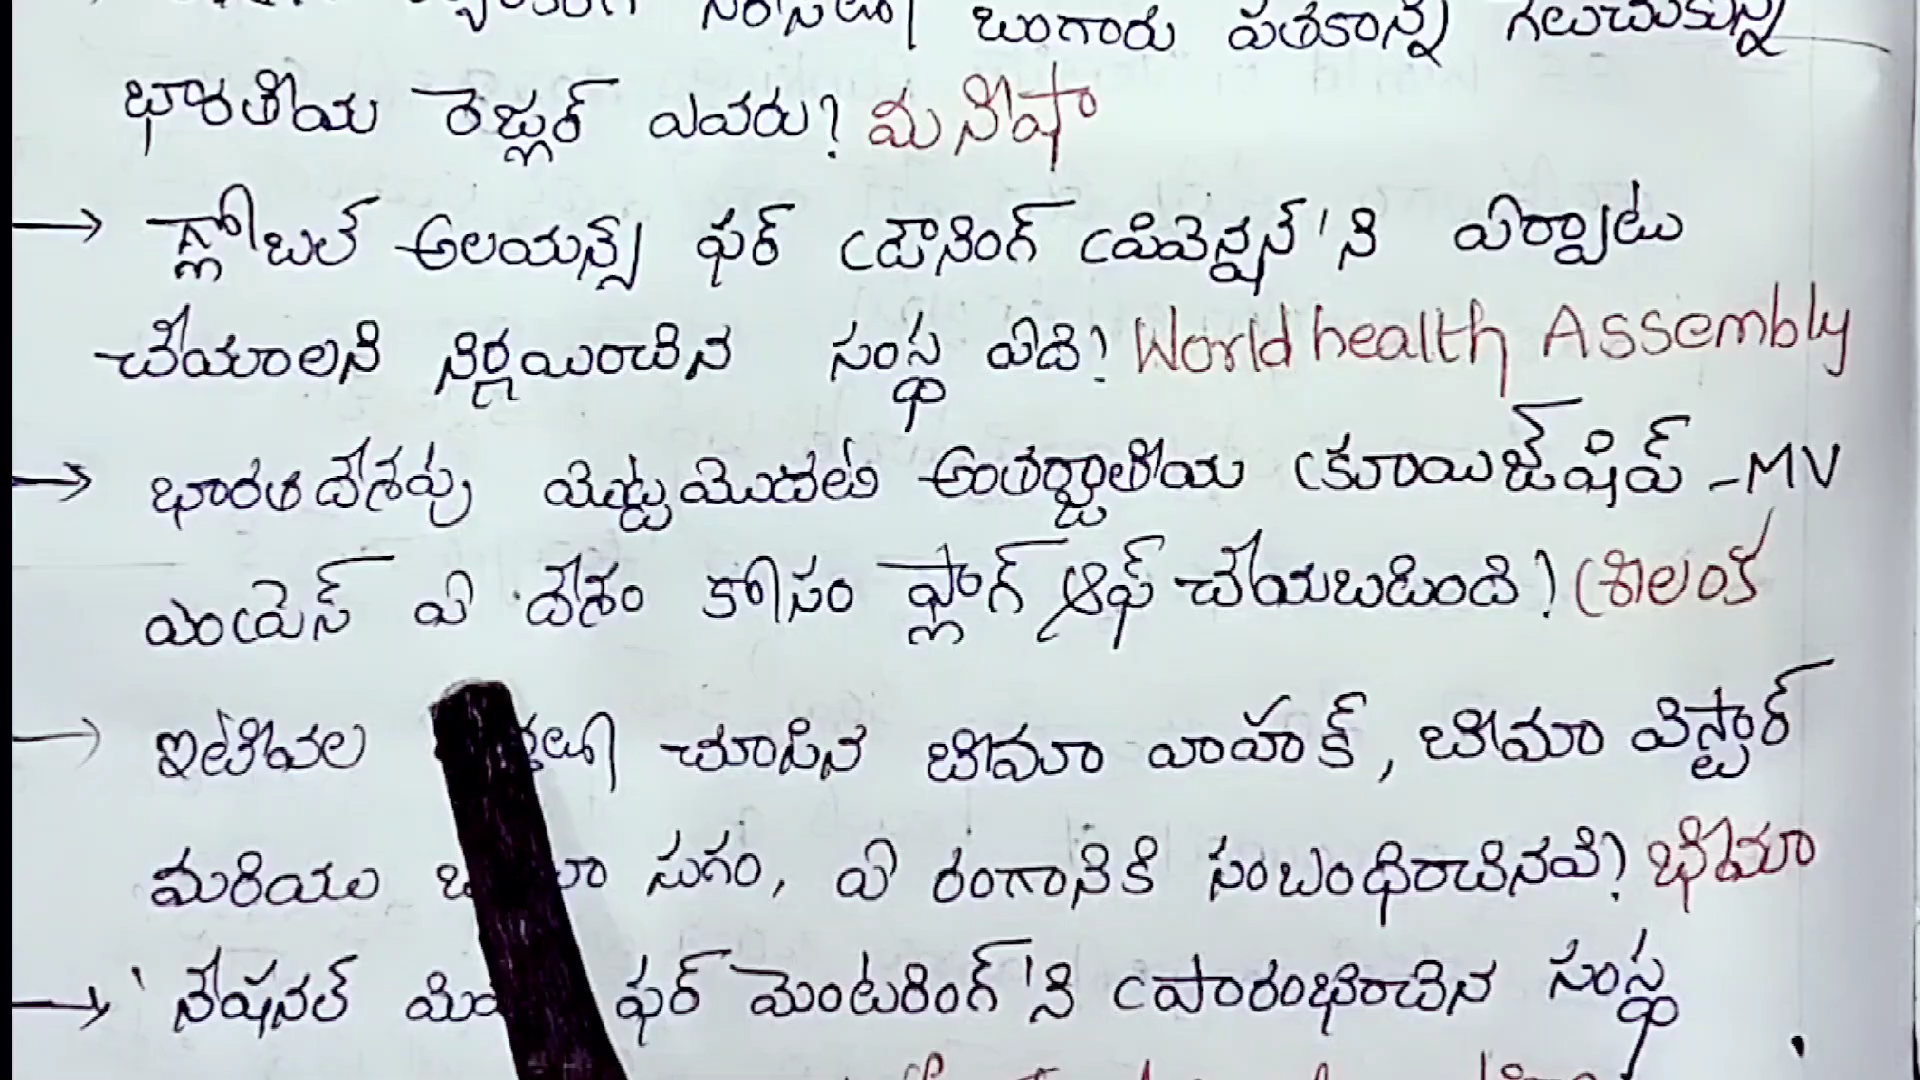 బంగారు పతకాన్ని గెలుచుకున్న
భారతీయ రెజ్లర్ ఎవరు? మనీషా
→ గ్లోబల్ అలయన్స్ ఫర్ డ్రౌనింగ్ ప్రివెన్షన్'ని ఏర్పాటు
చేయాలని నిర్ణయించిన సంస్థ ఏది? World health Assembly
→ భారతదేశపు మొట్టమొదటి అంతర్జాతీయ క్రూయిజ్‌షిప్ -MV
ఎంప్రెస్ ఏ దేశం కోసం ఫ్లాగ్ ఆఫ్ చేయబడింది? శ్రీలంక
→ ఇటీవల చూసిన బీమా వాహక్, బీమా విస్తార్
మరియు సుగం, ఏ రంగానికి సంబంధించినవి? భీమా
→ 'నేషనల్ ఫర్ మెంటరింగ్'ని ప్రారంభించిన సంస్థ